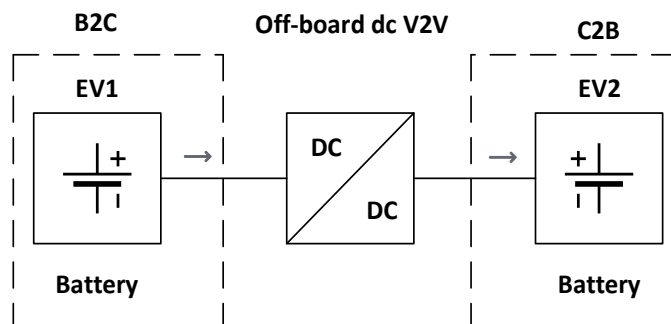 B2C Off-board dc V2V C2B
EV1 EV2
+ +
DC
DC
Battery Battery